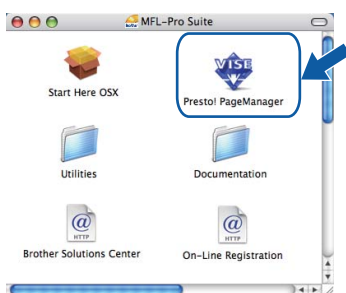 MFL-Pro Suite
Start Here OSX
VISE
Presto! PageManager
Utilities
Documentation
@
HTTP
Brother Solutions Center
@
HTTP
On-Line Registration